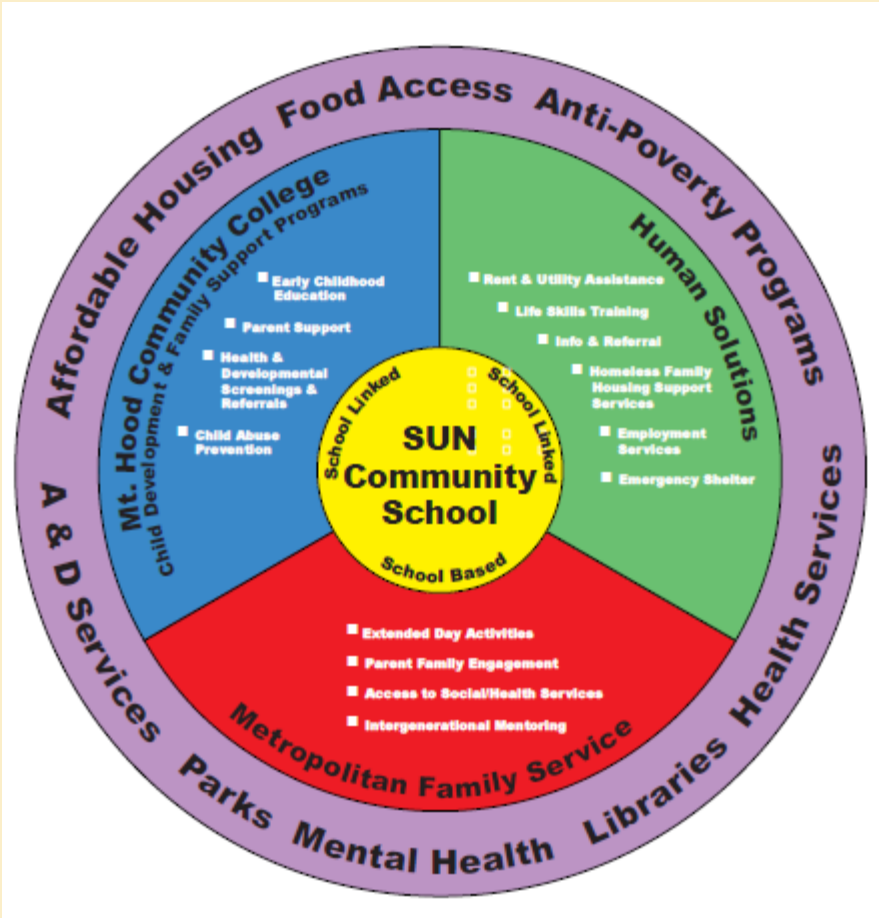 Affordable Housing Food Access Anti-Poverty Programs
Health Services
Libraries
Mental Health
Parks
A & D Services
Mt. Hood Community College
Child Development & Family Support Programs
■ Early Childhood
Education
■ Parent Support
■ Health &
Developmental
Screenings &
Referrals
■ Child Abuse
Prevention
Human Solutions
■ Rent & Utility Assistance
■ Life Skills Training
■ Info & Referral
■ Homeless Family
Housing Support
Services
■ Employment
Services
■ Emergency Shelter
School Linked
School Linked
SUN
Community
School
School Based
■ Extended Day Activities
■ Parent Family Engagement
■ Access to Social/Health Services
■ Intergenerational Mentoring
Metropolitan Family Service